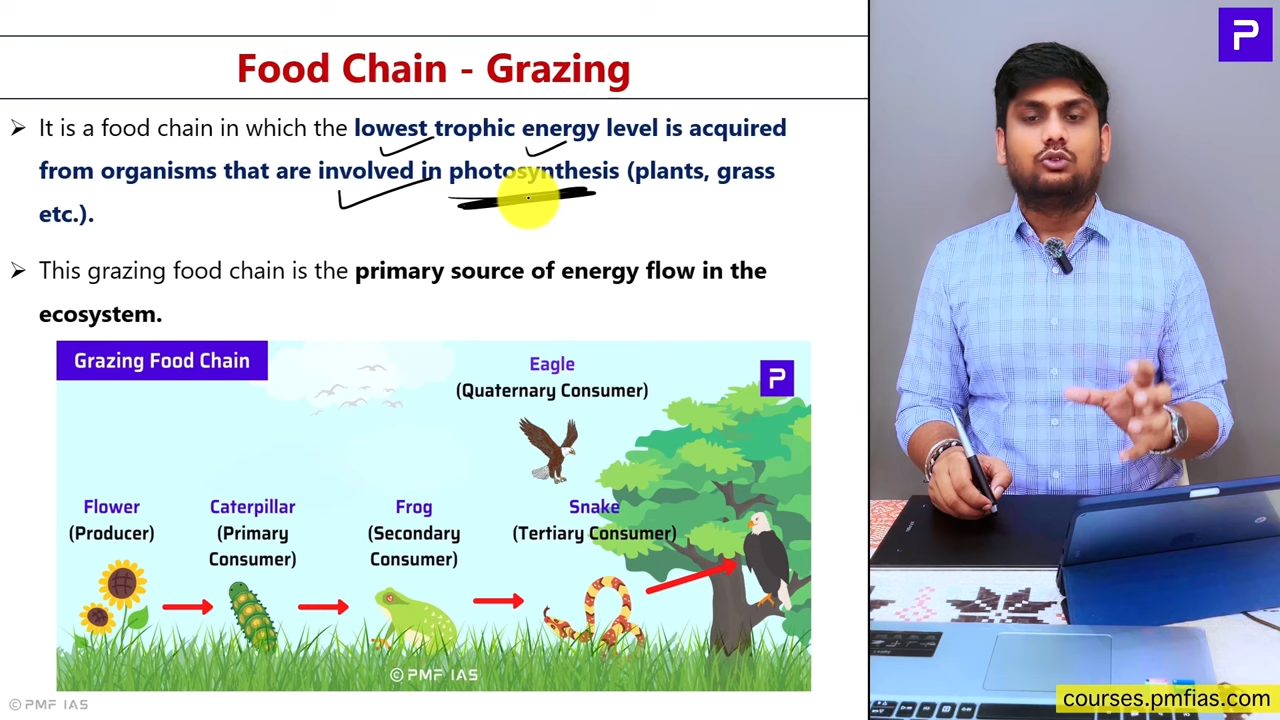 Food Chain - Grazing
➢ It is a food chain in which the lowest trophic energy level is acquired
from organisms that are involved in photosynthesis (plants, grass
etc.).
➢ This grazing food chain is the primary source of energy flow in the
ecosystem.
Grazing Food Chain
Eagle
(Quaternary Consumer)
P
Flower
(Producer)
Caterpillar
(Primary
Consumer)
Frog
(Secondary
Consumer)
Snake
(Tertiary Consumer)
© PMF IAS
© PMF IAS
P
courses.pmfias.com